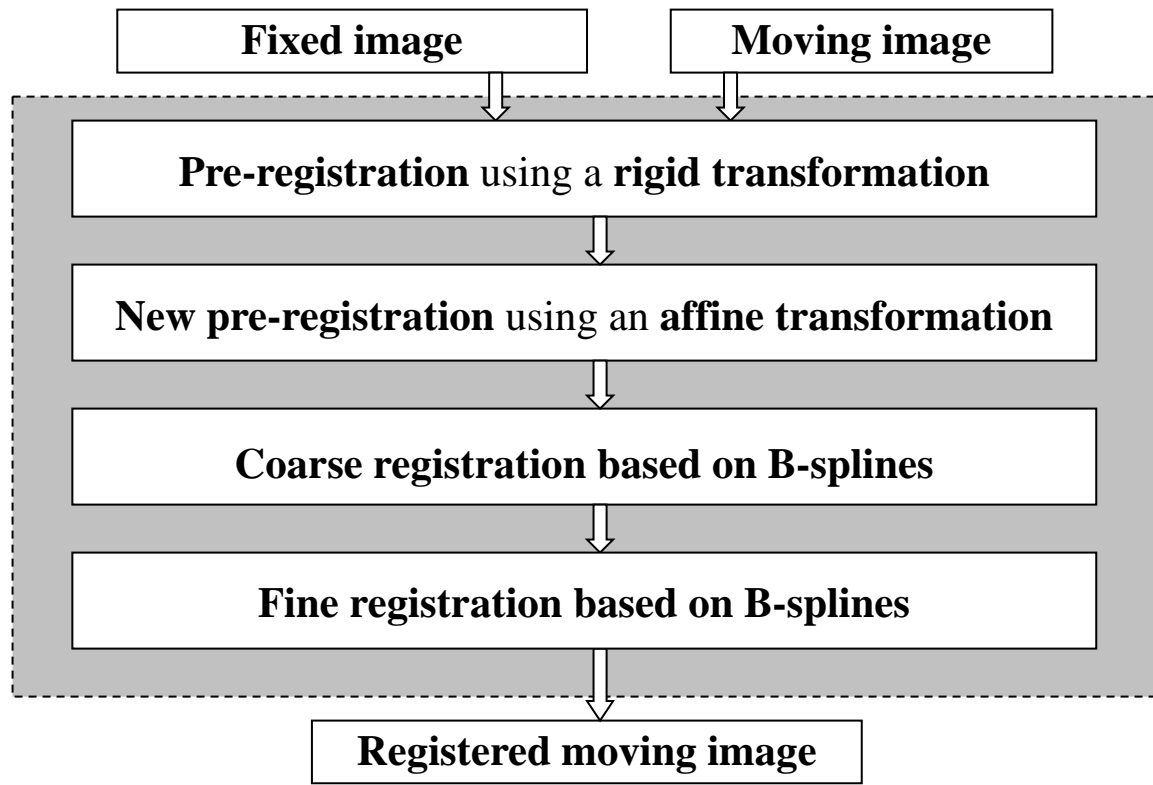 Fixed image
Moving image
Pre-registration using a rigid transformation
New pre-registration using an affine transformation
Coarse registration based on B-splines
Fine registration based on B-splines
Registered moving image